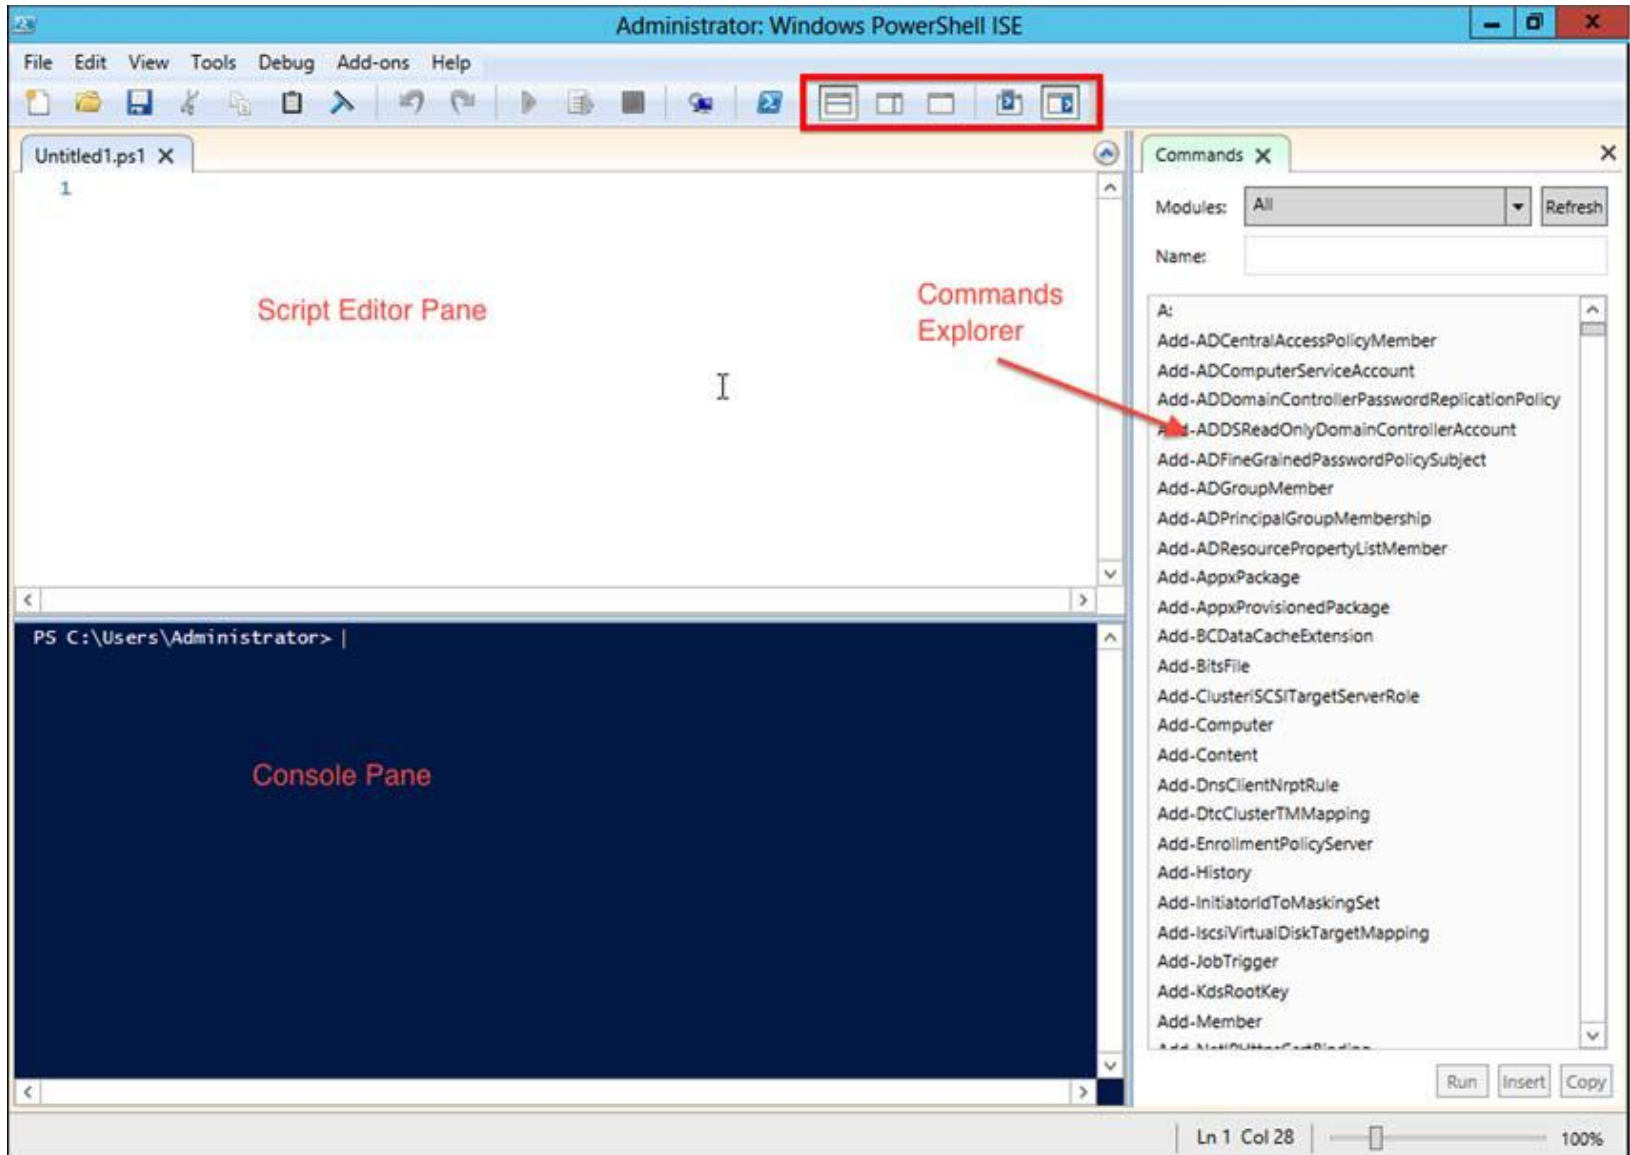 Administrator: Windows PowerShell ISE
File Edit View Tools Debug Add-ons Help
Untitled1.ps1
1
Script Editor Pane
Commands
Explorer
PS C:\Users\Administrator>
Console Pane
Commands
Modules: All Refresh
Name:
A:
Add-ADCentralAccessPolicyMember
Add-ADComputerServiceAccount
Add-ADDomainControllerPasswordReplicationPolicy
Add-ADDSReadOnlyDomainControllerAccount
Add-ADFineGrainedPasswordPolicySubject
Add-ADGroupMember
Add-ADPrincipalGroupMembership
Add-ADResourcePropertyListMember
Add-AppxPackage
Add-AppxProvisionedPackage
Add-BCDataCacheExtension
Add-BitsFile
Add-ClusteriSCSITargetServerRole
Add-Computer
Add-Content
Add-DnsClientNrptRule
Add-DtcClusterTMMapping
Add-EnrollmentPolicyServer
Add-History
Add-InitiatorIdToMaskingSet
Add-IscsiVirtualDiskTargetMapping
Add-JobTrigger
Add-KdsRootKey
Add-Member
Run Insert Copy
Ln 1 Col 28 100%